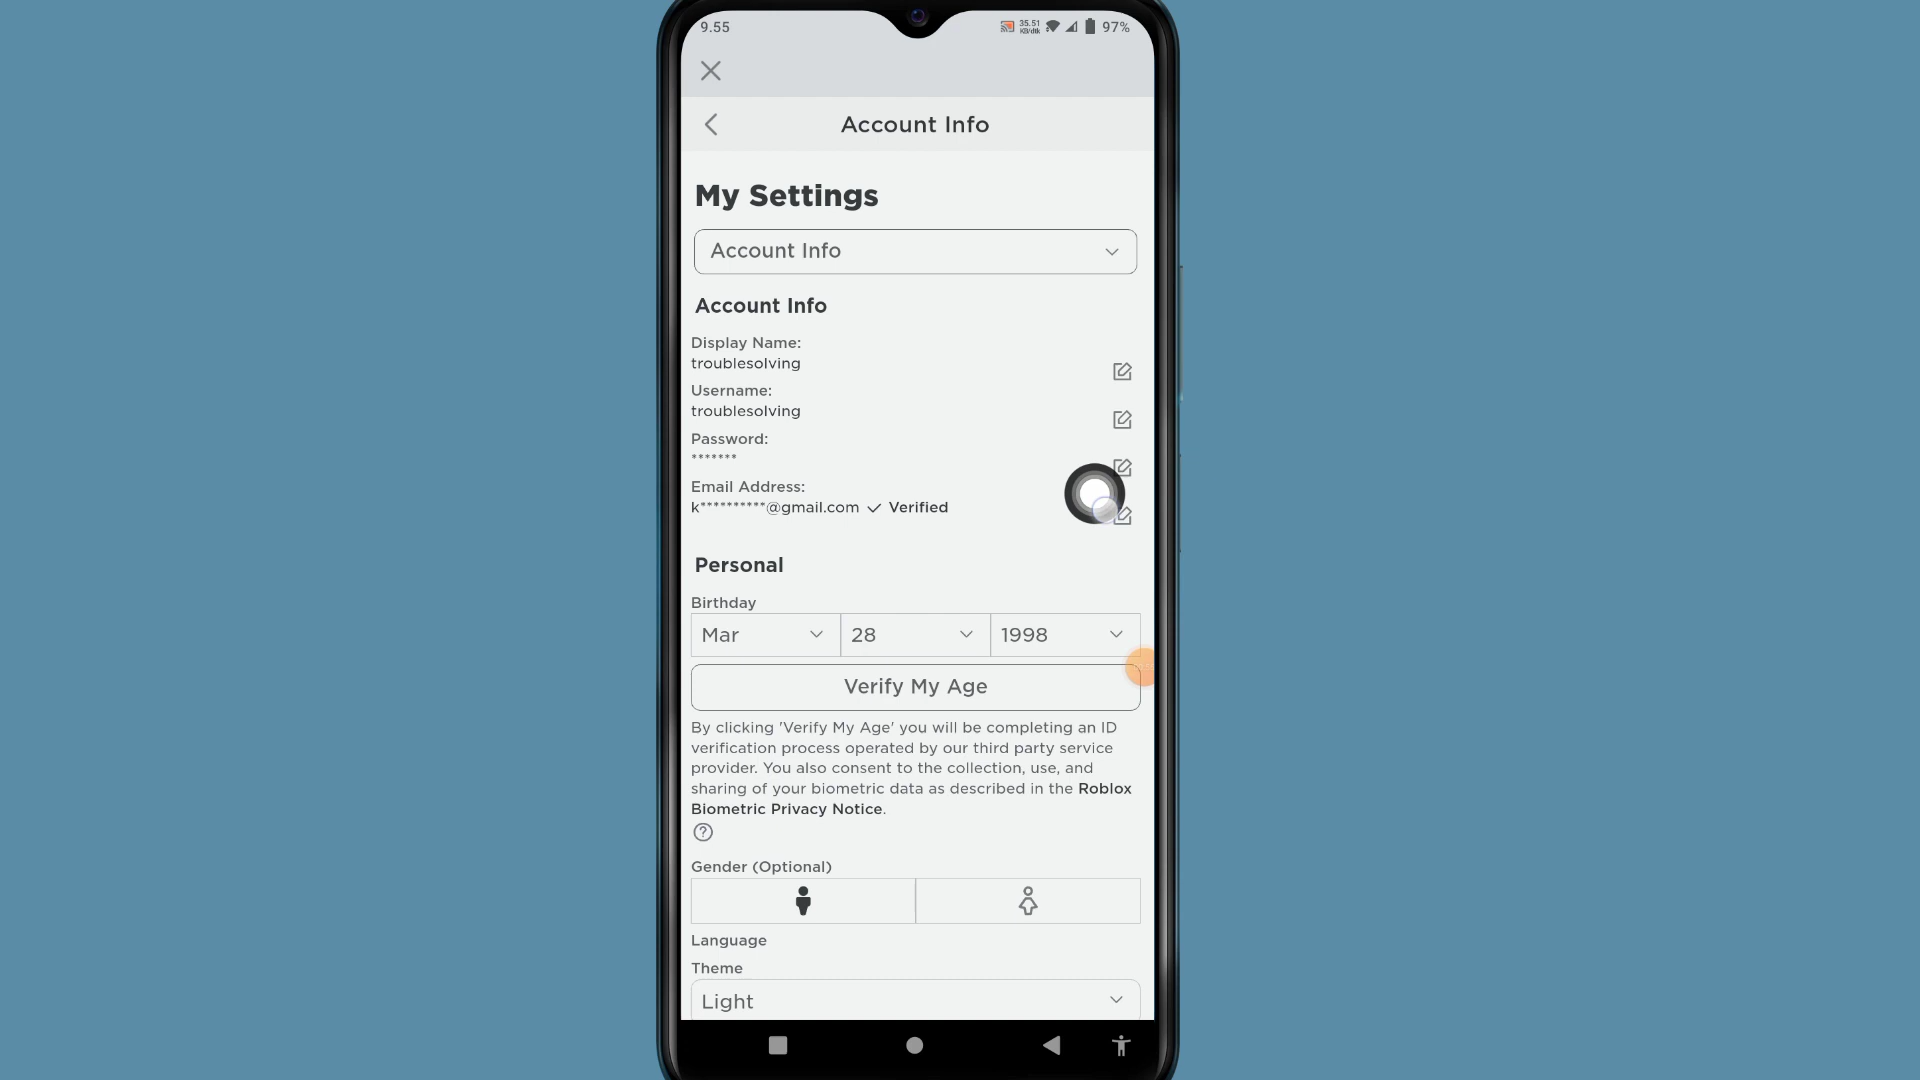 9.55
35.51
KB/dtk
97%
Account Info
My Settings
Account Info
Account Info
Display Name:
troublesolving
Username:
troublesolving
Password:
*******
Email Address:
k**********@gmail.com ✓ Verified
Personal
Birthday
Mar 28 1998
Verify My Age
By clicking 'Verify My Age' you will be completing an ID
verification process operated by our third party service
provider. You also consent to the collection, use, and
sharing of your biometric data as described in the Roblox
Biometric Privacy Notice.
Gender (Optional)
Language
Theme
Light